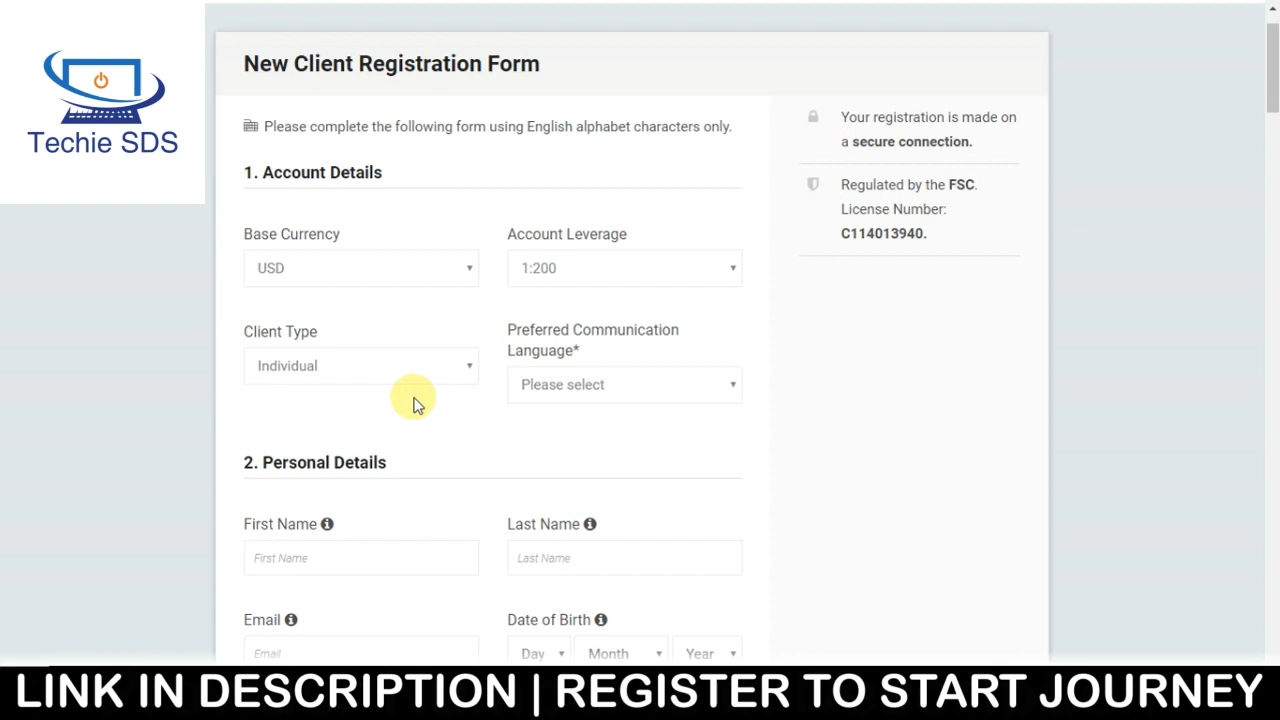 Techie SDS
New Client Registration Form
Please complete the following form using English alphabet characters only.
1. Account Details
Base Currency
Account Leverage
USD
1:200
Client Type
Preferred Communication
Language*
Individual
Please select
2. Personal Details
First Name
Last Name
First Name
Last Name
Email
Date of Birth
Email
Day
Month
Year
Your registration is made on
a secure connection.
Regulated by the FSC.
License Number:
C114013940.
LINK IN DESCRIPTION | REGISTER TO START JOURNEY